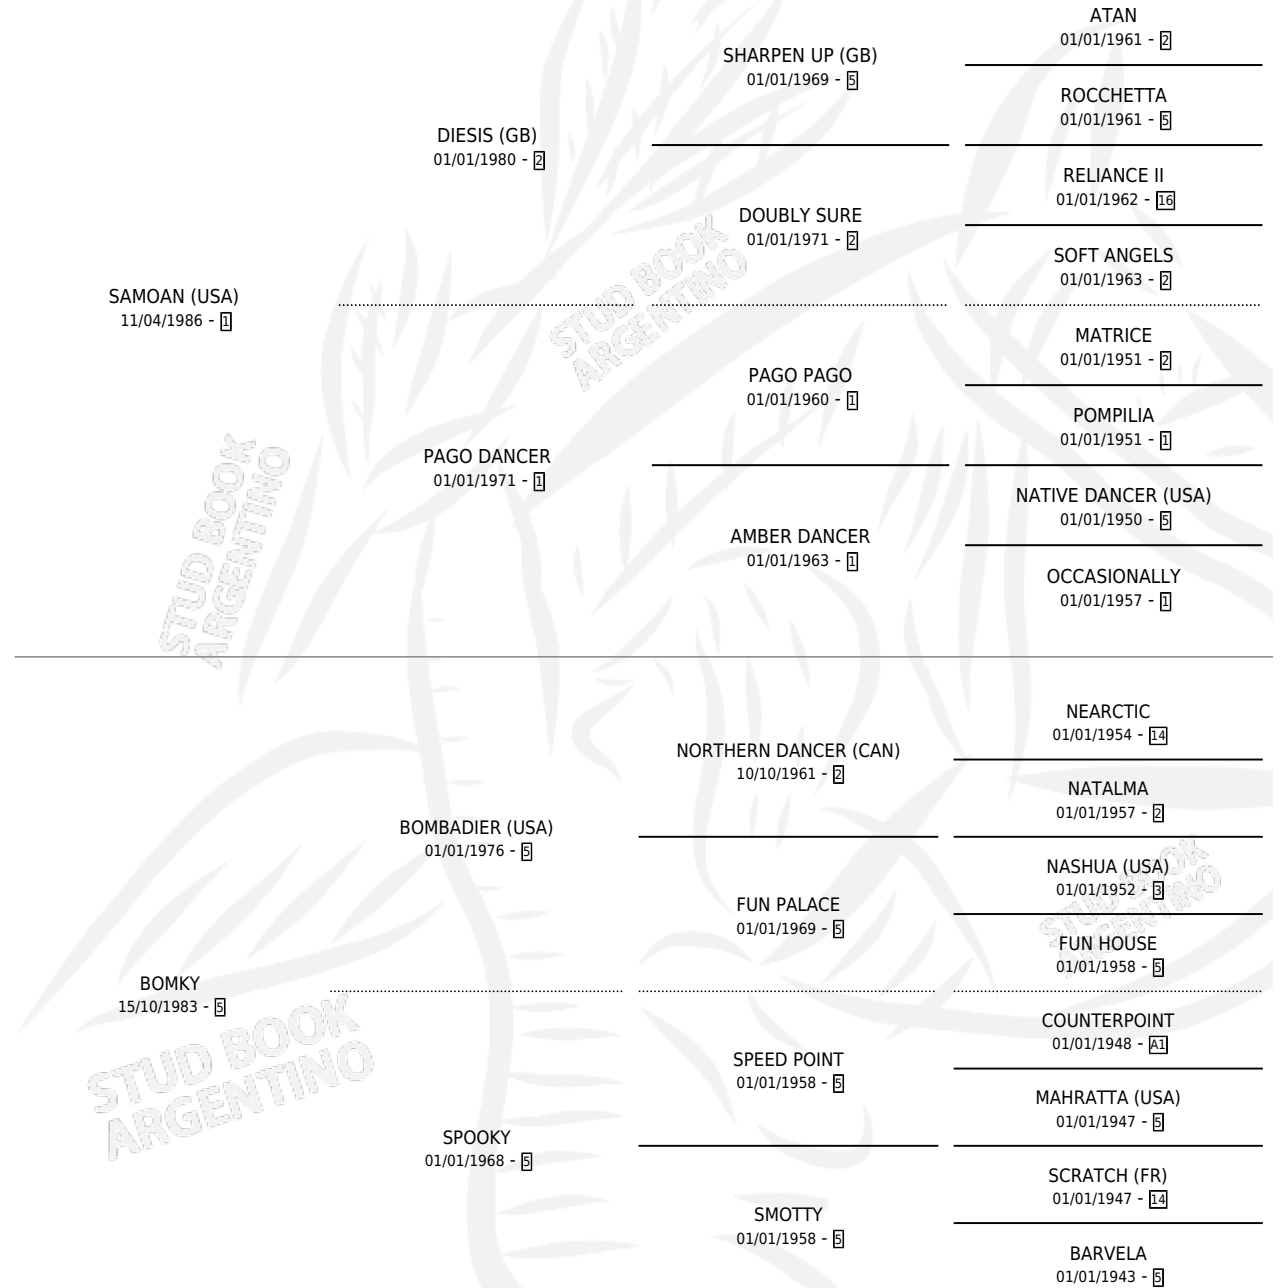 ATAN
01/01/1961 - 2
SHARPEN UP (GB)
01/01/1969 - 5
ROCCHETTA
01/01/1961 - 5
DIESIS (GB)
01/01/1980 - 2
RELIANCE II
01/01/1962 - 16
DOUBLY SURE
01/01/1971 - 2
SOFT ANGELS
01/01/1963 - 2
SAMOAN (USA)
11/04/1986 - 1
STUD BOOK
ARGENTINO
MATRICE
01/01/1951 - 2
PAGO PAGO
01/01/1960 - 1
POMPILIA
01/01/1951 - 1
PAGO DANCER
01/01/1971 - 1
STUD BOOK
ARGENTINO
NATIVE DANCER (USA)
01/01/1950 - 5
AMBER DANCER
01/01/1963 - 1
OCCASIONALLY
01/01/1957 - 1
NEARCTIC
01/01/1954 - 14
NORTHERN DANCER (CAN)
10/10/1961 - 2
NATALMA
01/01/1957 - 2
BOMBADIER (USA)
01/01/1976 - 5
NASHUA (USA)
01/01/1952 - 3
STUD BOOK
ARGENTINO
FUN PALACE
01/01/1969 - 5
FUN HOUSE
01/01/1958 - 5
BOMKY
15/10/1983 - 5
STUD BOOK
ARGENTINO
COUNTERPOINT
01/01/1948 - A1
SPEED POINT
01/01/1958 - 5
MAHRATTA (USA)
01/01/1947 - 5
SPOOKY
01/01/1968 - 5
SCRATCH (FR)
01/01/1947 - 14
SMOTTY
01/01/1958 - 5
BARVELA
01/01/1943 - 5